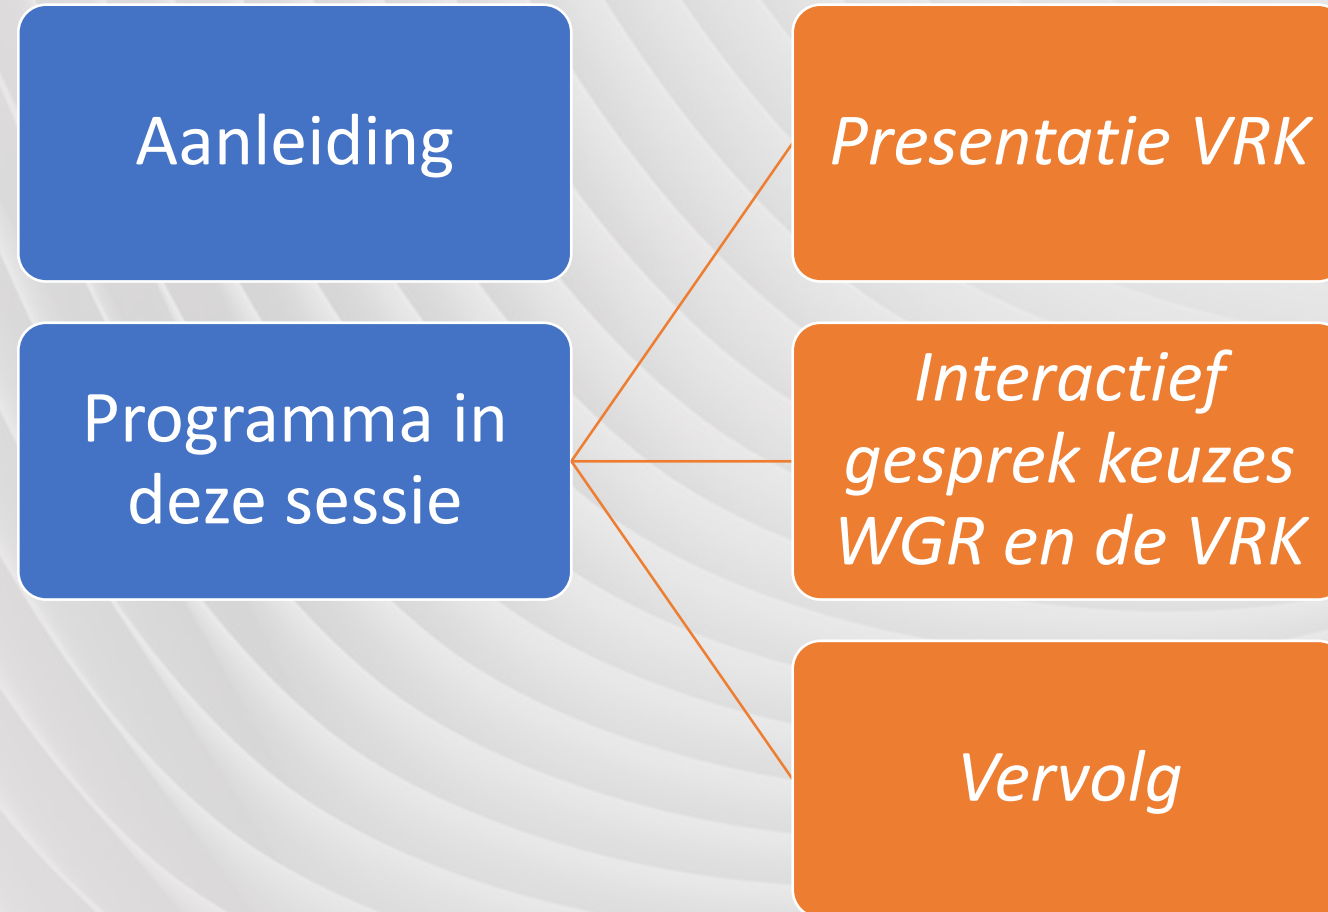 Aanleiding
Programma in
deze sessie
Presentatie VRK
Interactief
gesprek keuzes
WGR en de VRK
Vervolg